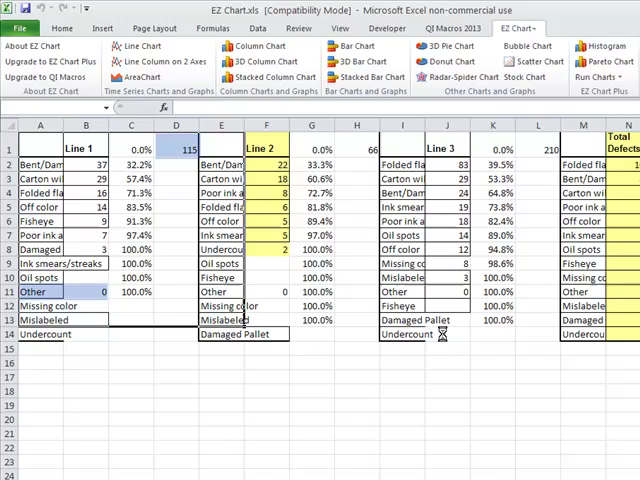 EZ Chart.xls [Compatibility Mode] - Microsoft Excel non-commercial use
File Home Insert Page Layout Formulas Data Review View Developer QI Macros 2013 EZ Chart+
About EZ Chart Line Chart Column Chart Bar Chart 3D Pie Chart Bubble Chart Histogram
Upgrade to EZ Chart Plus Line Column on 2 Axes 3D Column Chart 3D Bar Chart Donut Chart Scatter Chart Pareto Chart
Upgrade to QI Macros AreaChart Stacked Column Chart Stacked Bar Chart Radar-Spider Chart Stock Chart Run Charts
About EZ Chart Time Series Charts and Graphs Column Charts and Graphs Bar Charts and Graphs EZ Chart Plus
fx
A B C D E F G H I J K L M N
1 Line 1 0.0% 115 Line 2 0.0% 66 Line 3 0.0% 210 Total Defects
2 Bent/Dam 37 32.2% Bent/Dam 22 33.3% Folded fla 83 39.5% Folded fla
3 Carton wi 29 57.4% Carton wi 18 60.6% Carton wi 29 53.3% Carton wi
4 Folded fla 16 71.3% Poor ink a 8 72.7% Bent/Dam 24 64.8% Bent/Dam
5 Off color 14 83.5% Folded fla 6 81.8% Ink smea 19 73.8% Poor ink a
6 Fisheye 9 91.3% Off color 5 89.4% Poor ink a 18 82.4% Off color
7 Poor ink a 7 97.4% Ink smea 5 97.0% Oil spots 14 89.0% Ink smea
8 Damaged 3 100.0% Undercou 2 100.0% Off color 12 94.8% Oil spots
9 Ink smears/streaks 100.0% Oil spots 100.0% Missing co 8 98.6% Fisheye
10 Oil spots 100.0% Fisheye 100.0% Mislabele 3 100.0% Missing co
11 Other 0 100.0% Other 0 100.0% Other 0 100.0% Other
12 Missing color Missing color 100.0% Fisheye 100.0% Mislabele
13 Mislabeled Mislabeled 100.0% Damaged Pallet 100.0% Damaged
14 Undercount Damaged Pallet Undercount Undercou
15
16
17
18
19
20
21
22
23
24